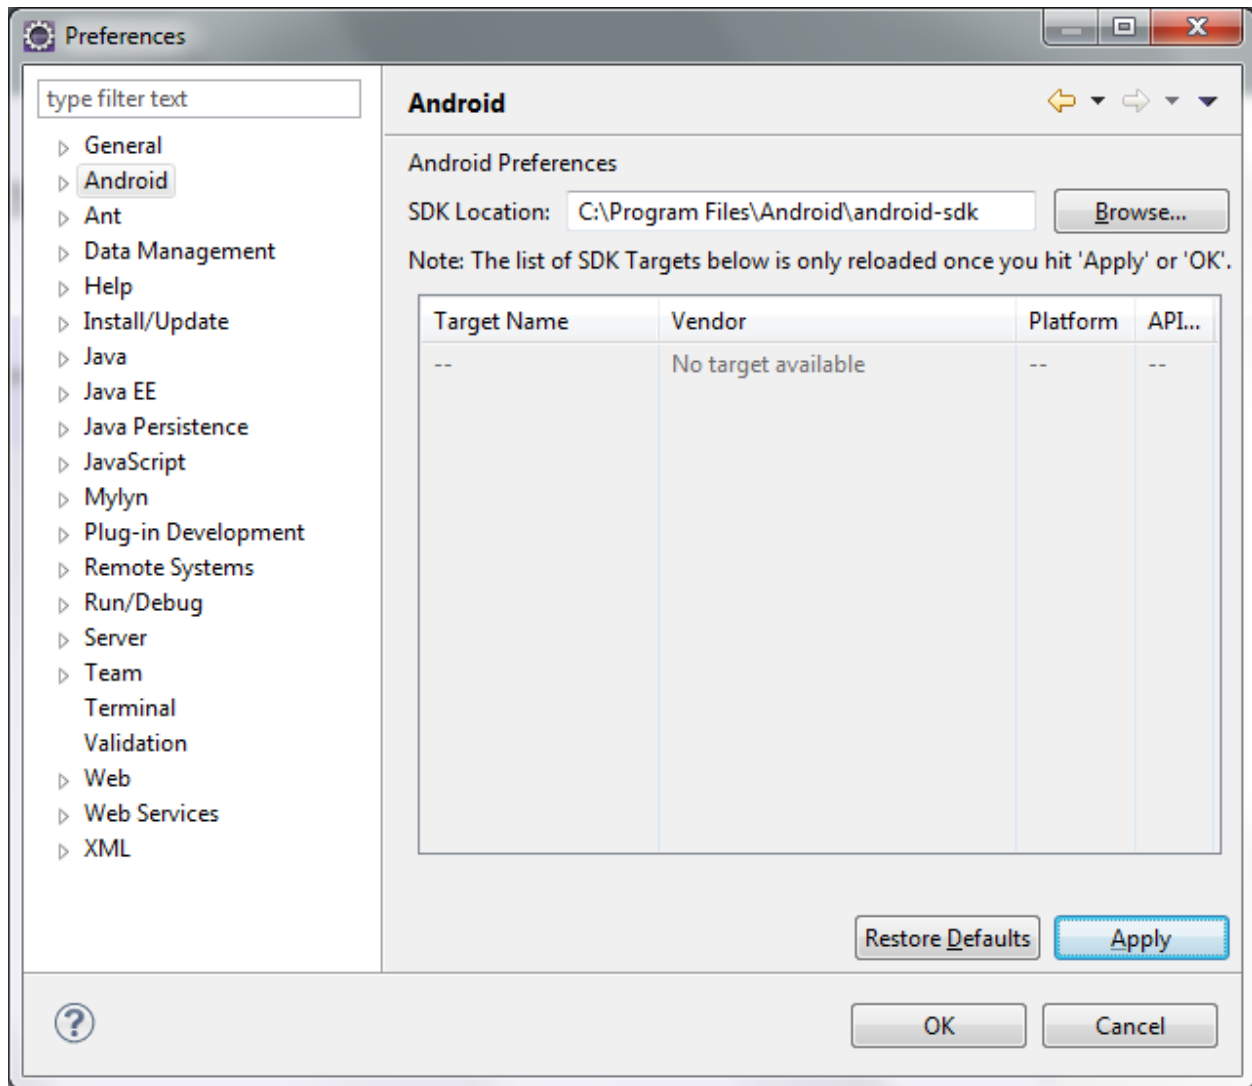 Preferences
type filter text
General
Android
Ant
Data Management
Help
Install/Update
Java
Java EE
Java Persistence
JavaScript
Mylyn
Plug-in Development
Remote Systems
Run/Debug
Server
Team
Terminal
Validation
Web
Web Services
XML
Android
Android Preferences
SDK Location: C:\Program Files\Android\android-sdk Browse...
Note: The list of SDK Targets below is only reloaded once you hit 'Apply' or 'OK'.
Target Name Vendor Platform API...
-- No target available -- --
Restore Defaults Apply
? OK Cancel